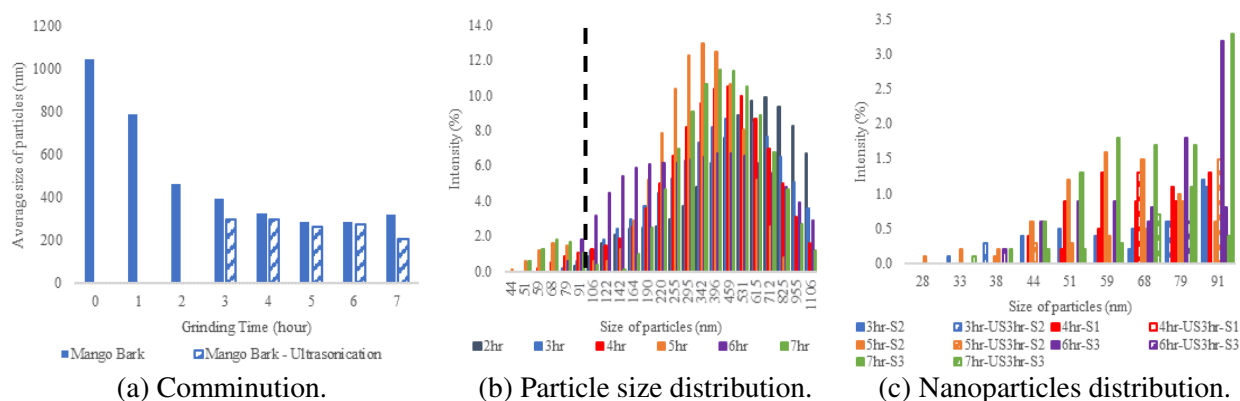 1200
1000
800
600
400
200
0
Average size of particles (nm)
0 1 2 3 4 5 6 7
Grinding Time (hour)
Mango Bark Mango Bark - Ultrasonication
(a) Comminution.
14.0
12.0
10.0
8.0
6.0
4.0
2.0
0.0
Intensity (%)
44 51 59 68 79 91 106 122 142 164 190 220 255 295 342 396 459 531 615 712 825 955 1106
Size of particles (nm)
2hr 3hr 4hr 5hr 6hr 7hr
(b) Particle size distribution.
3.5
3.0
2.5
2.0
1.5
1.0
0.5
0.0
Intensity (%)
28 33 38 44 51 59 68 79 91
Size of particles (nm)
3hr-S2 3hr-US3hr-S2 4hr-S1 4hr-US3hr-S1
5hr-S2 5hr-US3hr-S2 6hr-S3 6hr-US3hr-S3
7hr-S3 7hr-US3hr-S3
(c) Nanoparticles distribution.